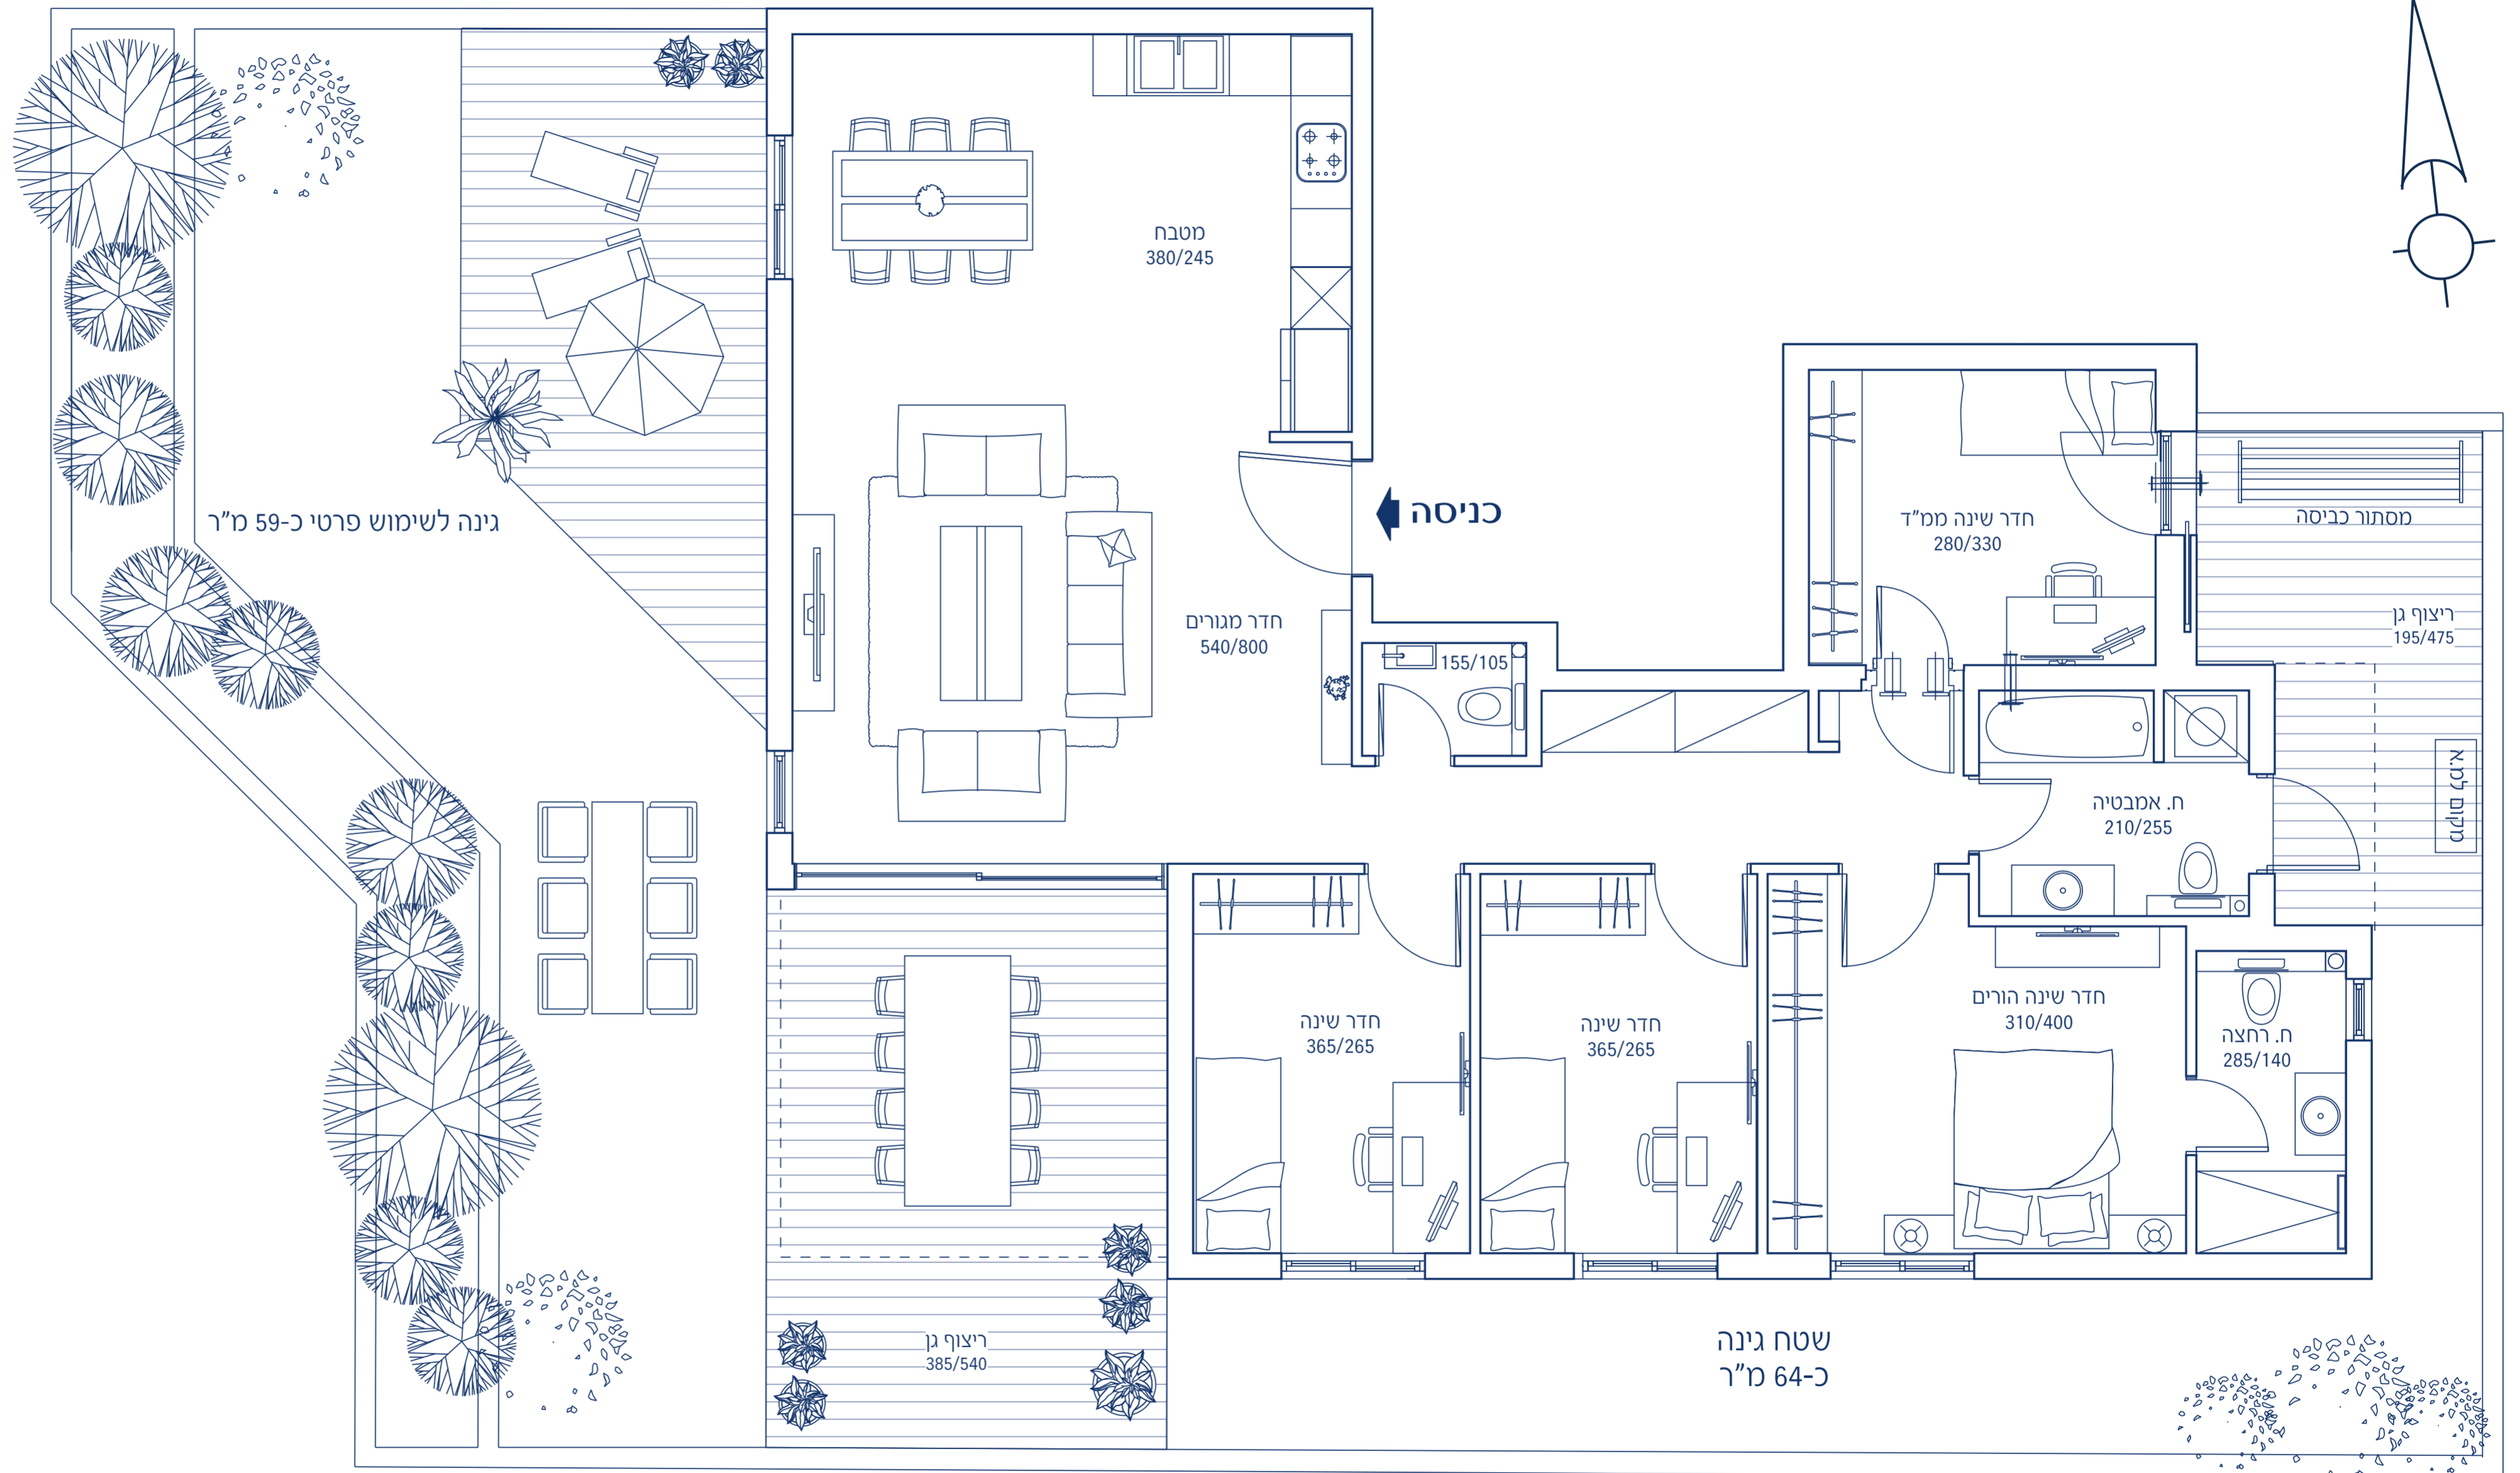 מטבח
380/245
גינה לשימוש פרטי כ-59 מ"ר
כניסה
חדר מגורים
540/800
155/105
חדר שינה ממ"ד
280/330
מסתור כביסה
ריצוף גן
195/475
מקום למ.א
ח. אמבטיה
210/255
חדר שינה
365/265
חדר שינה
365/265
חדר שינה הורים
310/400
ח. רחצה
285/140
ריצוף גן
385/540
שטח גינה
כ-64 מ"ר